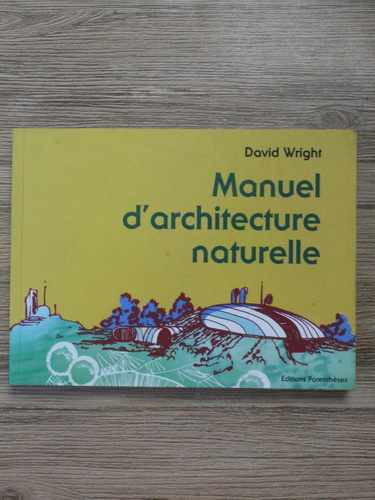 David Wright
Manuel
d'architecture
naturelle
Editions Parenthèses